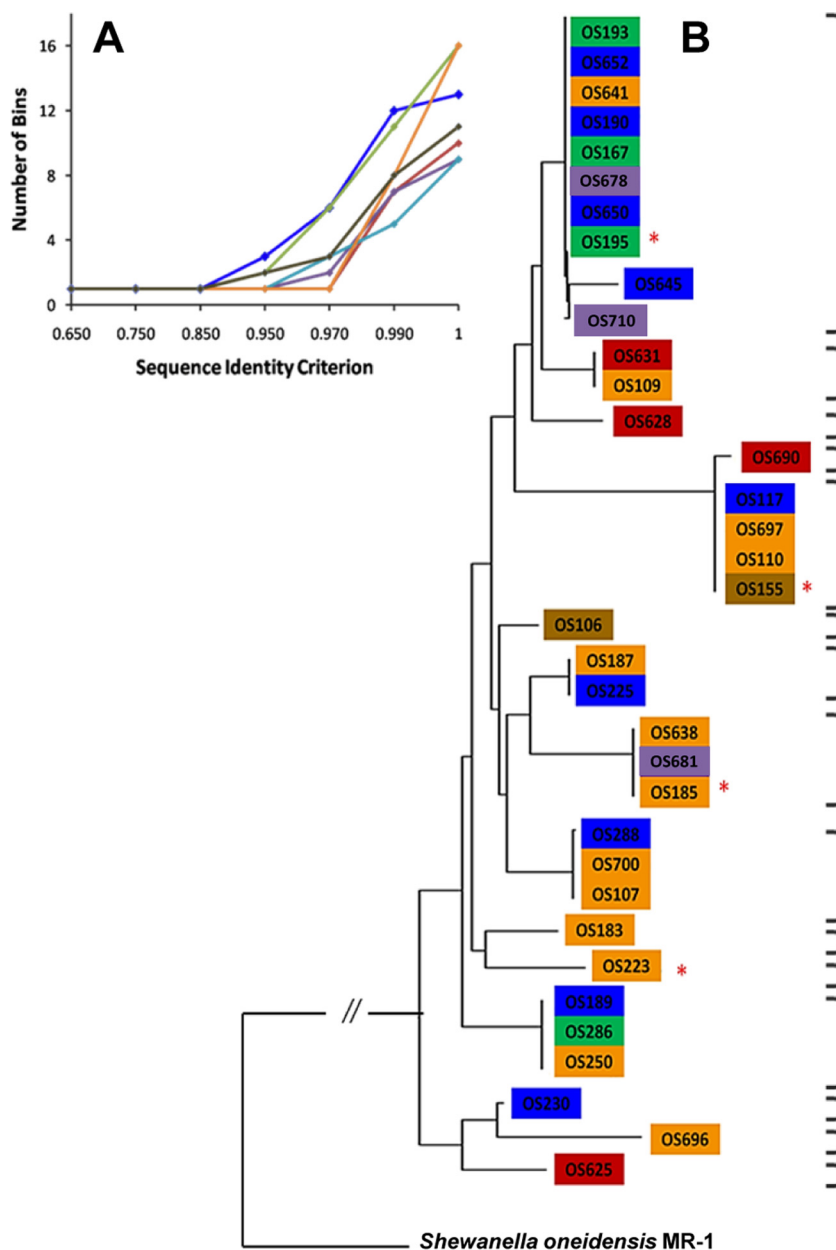 A
B
Number of Bins
16
12
8
4
0
0.650 0.750 0.850 0.950 0.970 0.990 1
Sequence Identity Criterion
OS193
OS652
OS641
OS190
OS167
OS678
OS650
OS195 *
OS645
OS710
OS631
OS109
OS628
OS690
OS117
OS697
OS110
OS155 *
OS106
OS187
OS225
OS638
OS681
OS185 *
OS288
OS700
OS107
OS183
OS223 *
OS189
OS286
OS250
OS230
OS696
OS625
//
Shewanella oneidensis MR-1